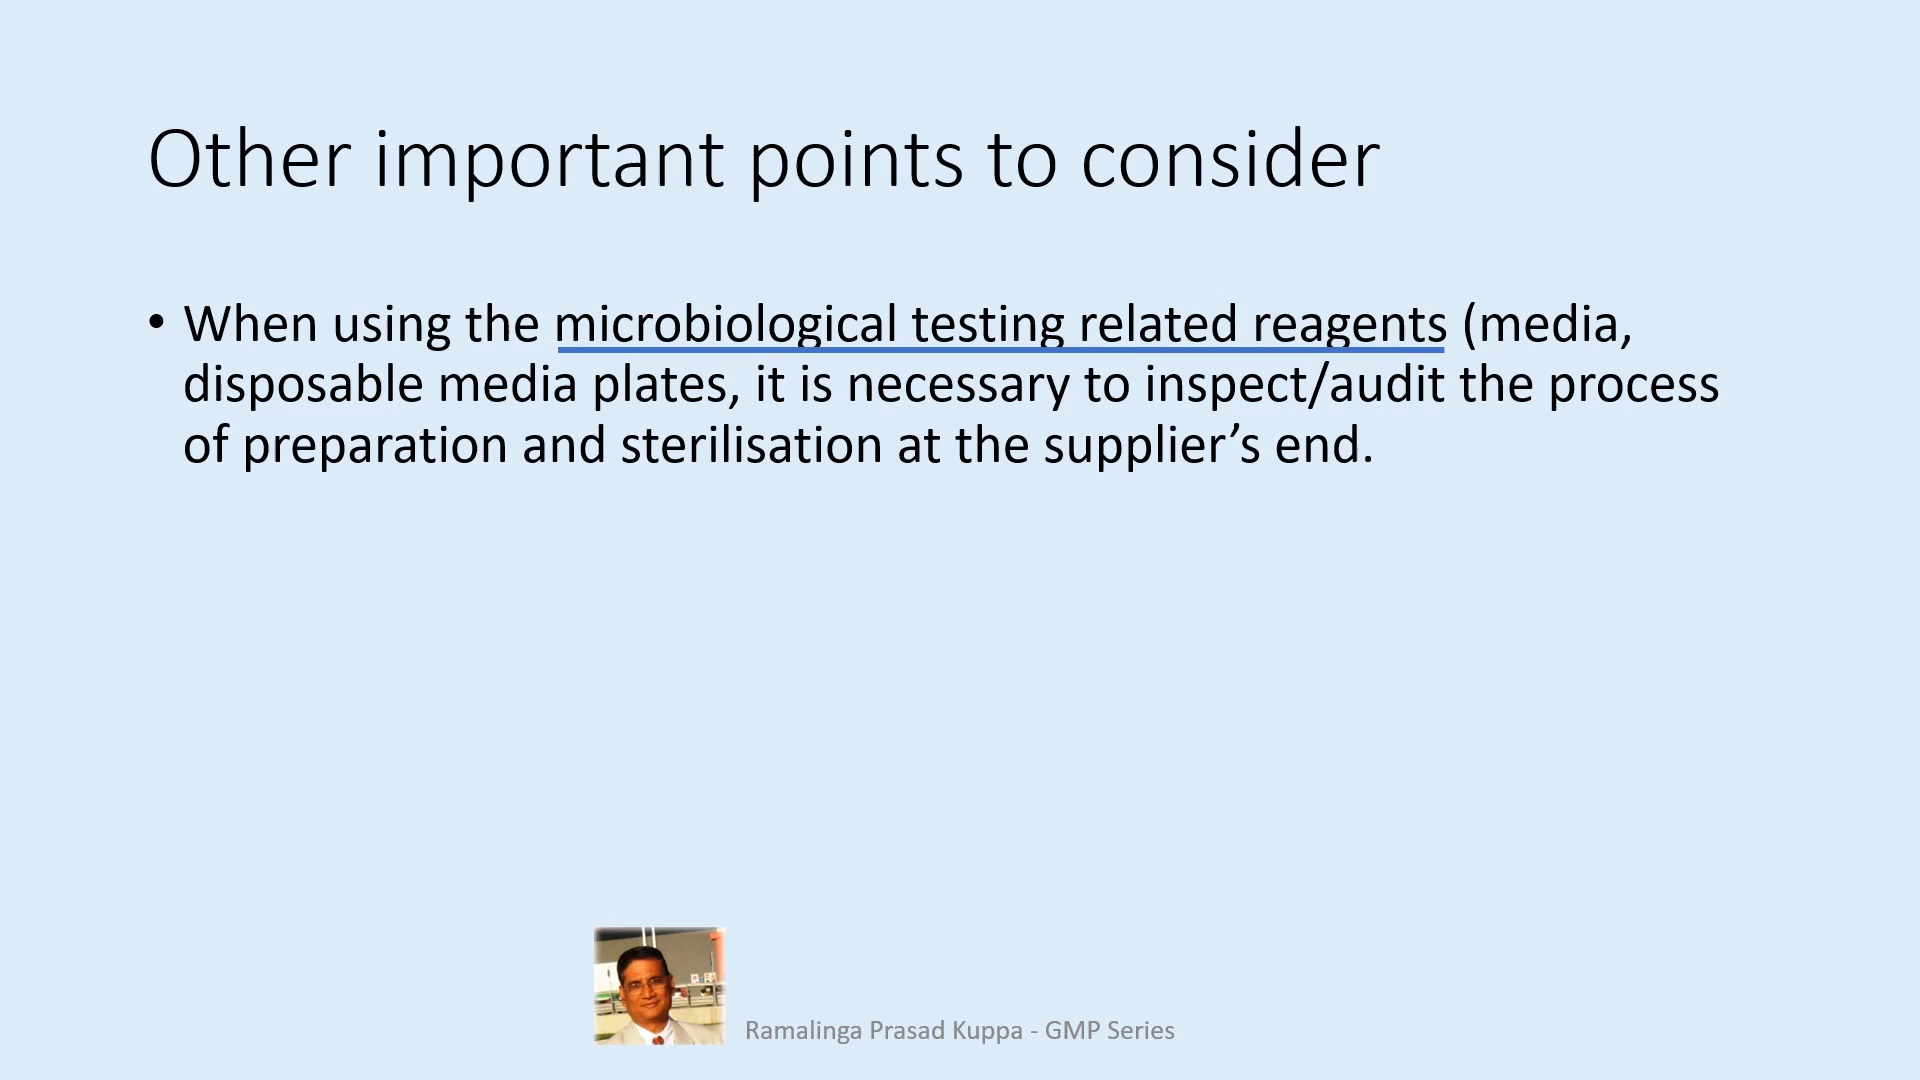 Other important points to consider
• When using the microbiological testing related reagents (media,
disposable media plates, it is necessary to inspect/audit the process
of preparation and sterilisation at the supplier’s end.
Ramalinga Prasad Kuppa - GMP Series